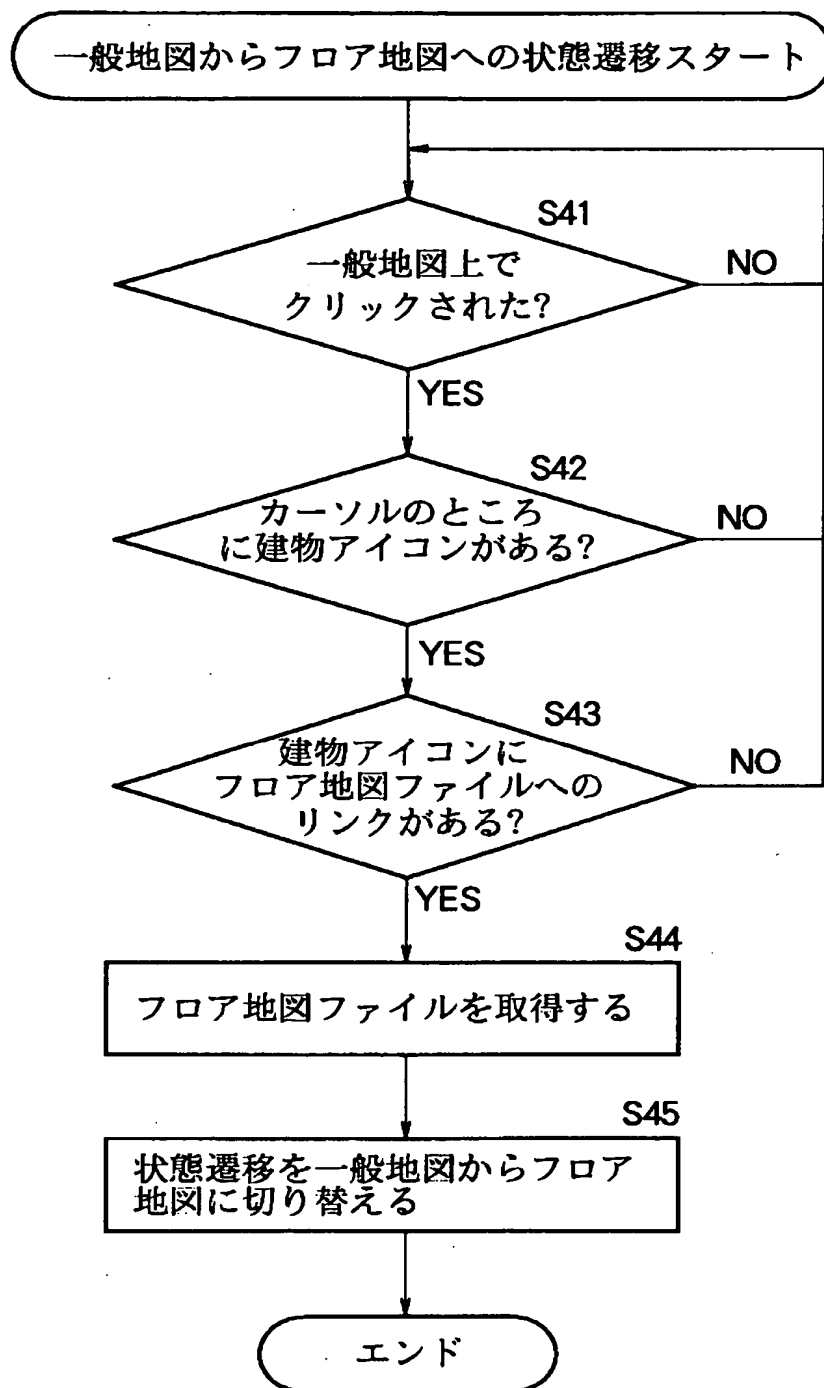 一般地図からフロア地図への状態遷移スタート
S41
一般地図上で
クリックされた?
NO
YES
S42
カーソルのところ
に建物アイコンがある?
NO
YES
S43
建物アイコンに
フロア地図ファイルへの
リンクがある?
NO
YES
S44
フロア地図ファイルを取得する
S45
状態遷移を一般地図からフロア
地図に切り替える
エンド